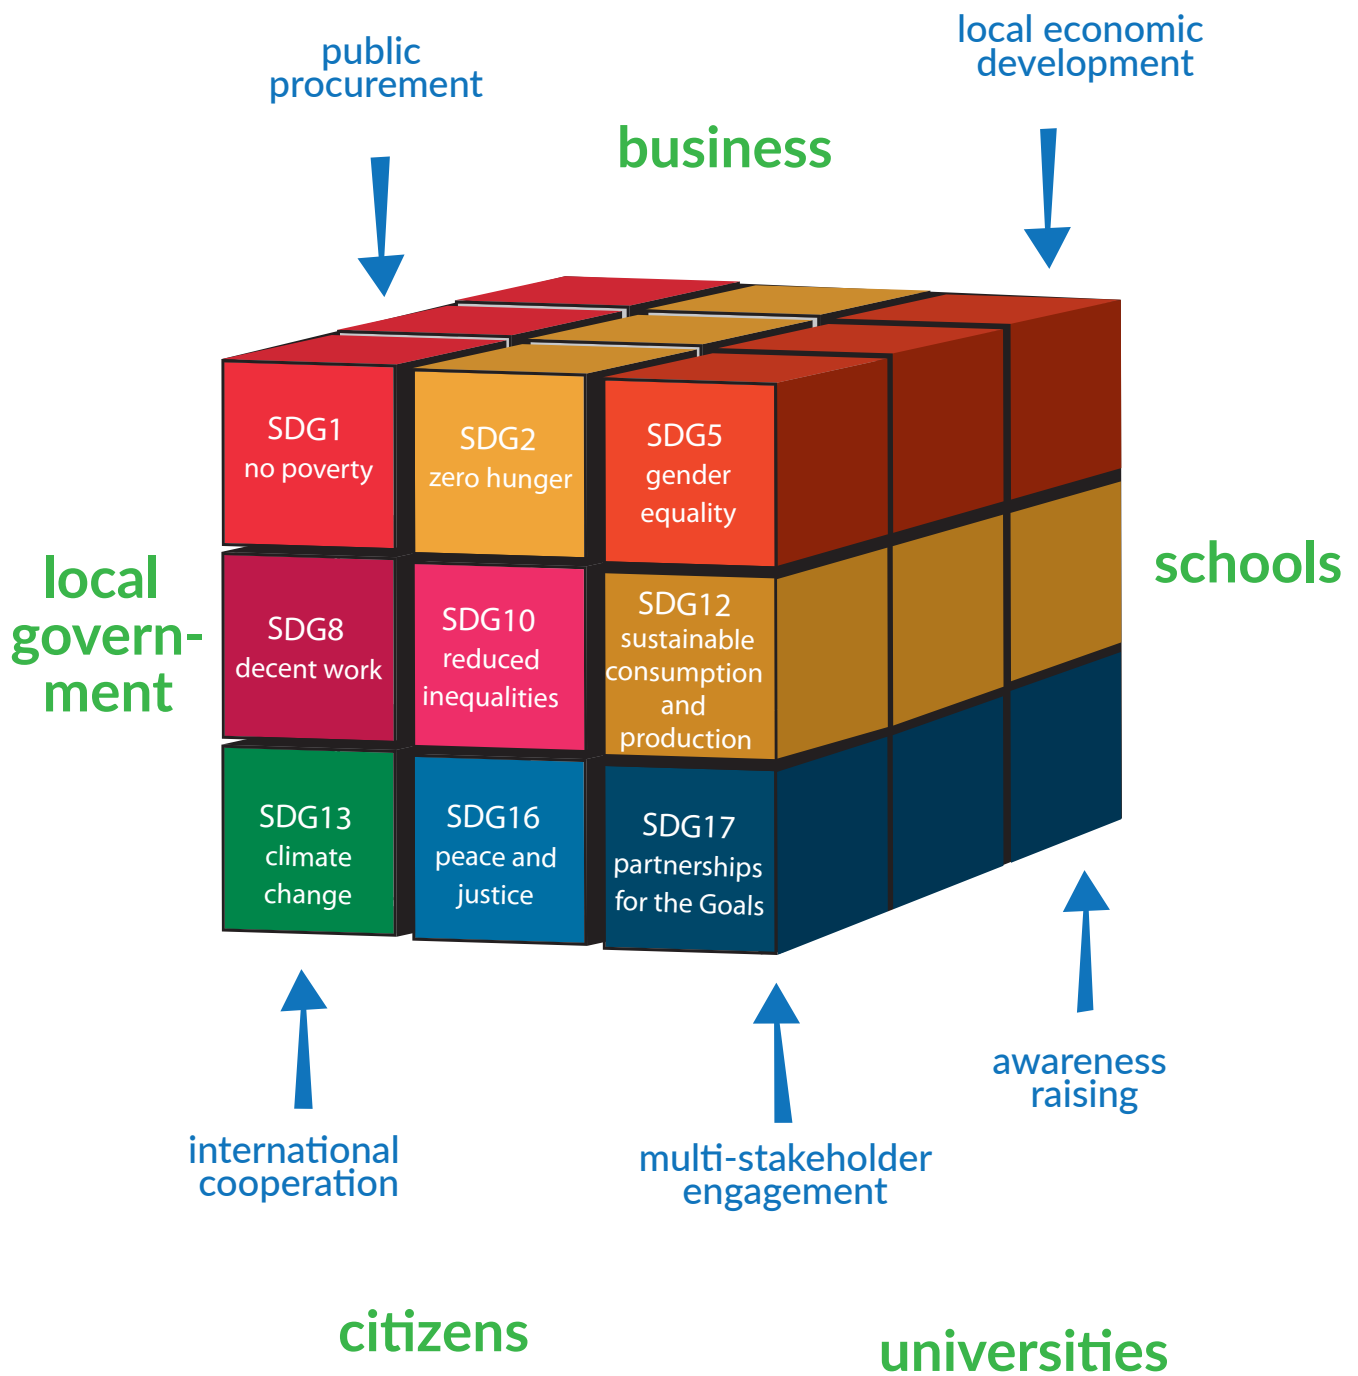 public
procurement
local economic
development
business
SDG1
no poverty
SDG2
zero hunger
SDG5
gender
equality
local
govern-
ment
schools
SDG8
decent work
SDG10
reduced
inequalities
SDG12
sustainable
consumption
and
production
SDG13
climate
change
SDG16
peace and
justice
SDG17
partnerships
for the Goals
international
cooperation
multi-stakeholder
engagement
awareness
raising
citizens
universities